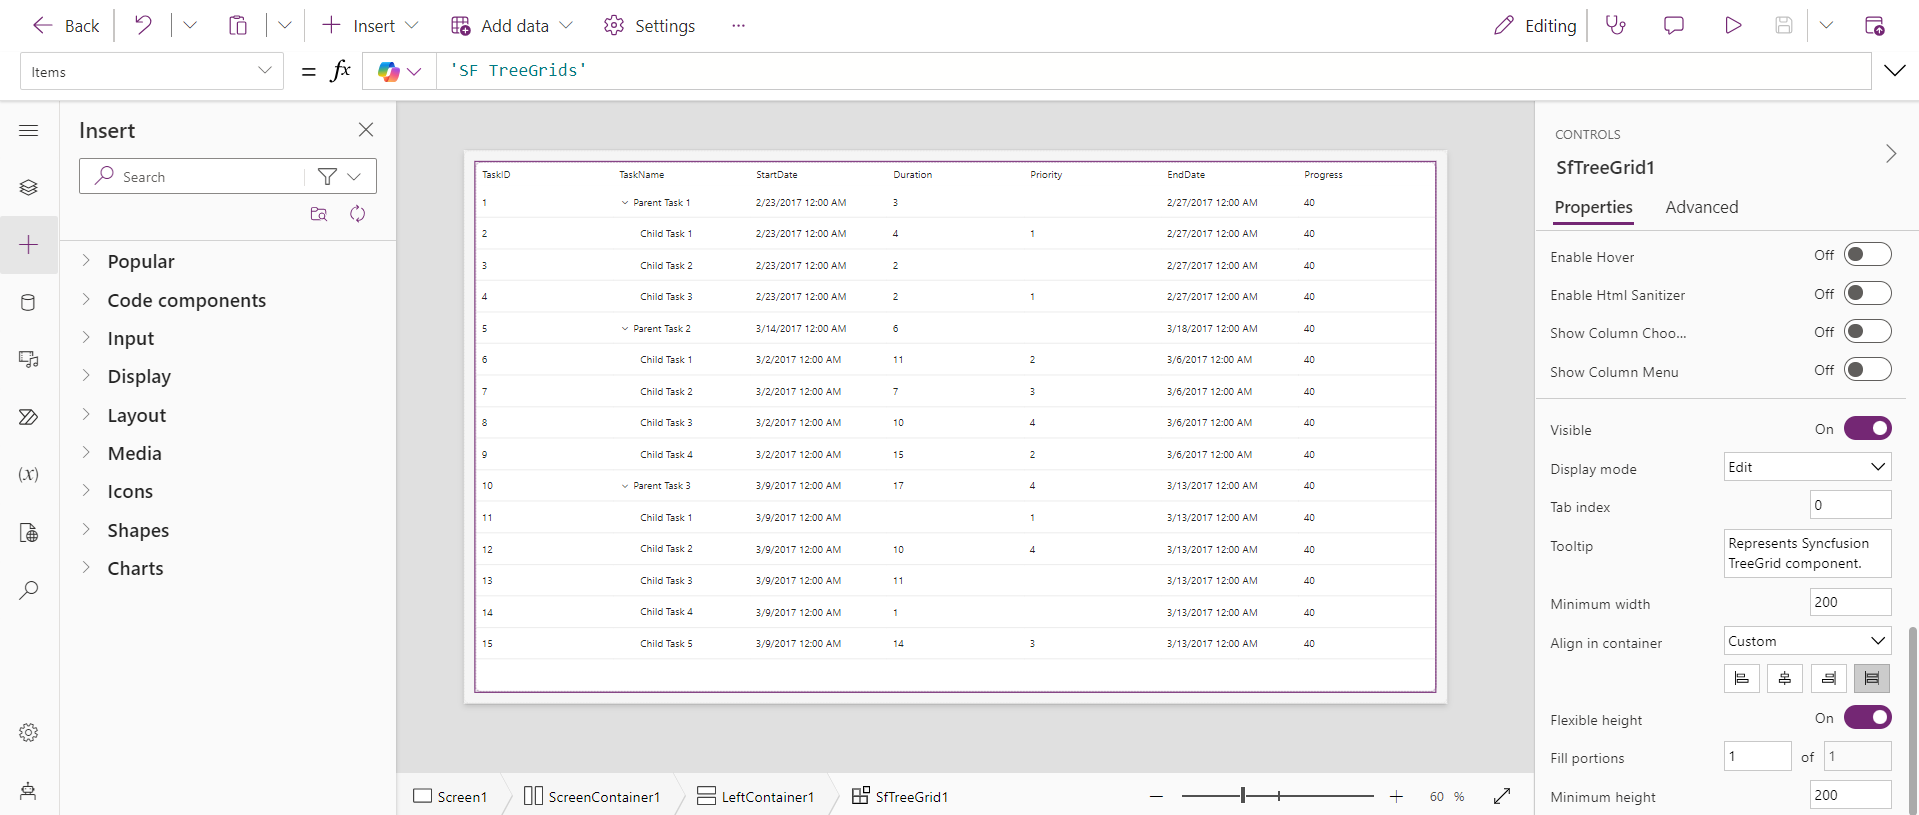 Back Insert Add data Settings ... Editing
Items = fx 'SF TreeGrids'
Insert
Search
Popular
Code components
Input
Display
Layout
Media
Icons
Shapes
Charts
(x)
TaskID TaskName StartDate Duration Priority EndDate Progress
1 Parent Task 1 2/23/2017 12:00 AM 3 2/27/2017 12:00 AM 40
2 Child Task 1 2/23/2017 12:00 AM 4 1 2/27/2017 12:00 AM 40
3 Child Task 2 2/23/2017 12:00 AM 2 2/27/2017 12:00 AM 40
4 Child Task 3 2/23/2017 12:00 AM 2 1 2/27/2017 12:00 AM 40
5 Parent Task 2 3/14/2017 12:00 AM 6 3/18/2017 12:00 AM 40
6 Child Task 1 3/2/2017 12:00 AM 11 2 3/6/2017 12:00 AM 40
7 Child Task 2 3/2/2017 12:00 AM 7 3 3/6/2017 12:00 AM 40
8 Child Task 3 3/2/2017 12:00 AM 10 4 3/6/2017 12:00 AM 40
9 Child Task 4 3/2/2017 12:00 AM 15 2 3/6/2017 12:00 AM 40
10 Parent Task 3 3/9/2017 12:00 AM 17 4 3/13/2017 12:00 AM 40
11 Child Task 1 3/9/2017 12:00 AM 1 3/13/2017 12:00 AM 40
12 Child Task 2 3/9/2017 12:00 AM 10 4 3/13/2017 12:00 AM 40
13 Child Task 3 3/9/2017 12:00 AM 11 3/13/2017 12:00 AM 40
14 Child Task 4 3/9/2017 12:00 AM 1 3/13/2017 12:00 AM 40
15 Child Task 5 3/9/2017 12:00 AM 14 3 3/13/2017 12:00 AM 40
Screen1 ScreenContainer1 LeftContainer1 SfTreeGrid1 60 %
CONTROLS
SfTreeGrid1
Properties Advanced
Enable Hover Off
Enable Html Sanitizer Off
Show Column Choo... Off
Show Column Menu Off
Visible On
Display mode Edit
Tab index 0
Tooltip Represents Syncfusion
TreeGrid component.
Minimum width 200
Align in container Custom
Flexible height On
Fill portions 1 of 1
Minimum height 200